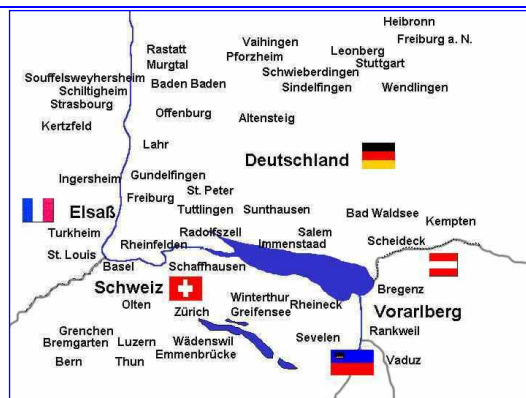 Heilbronn
Freiburg a. N.
Vaihingen
Rastatt
Leonberg
Pforzheim
Stuttgart
Murgtal
Schwieberdingen
Souffelsweyhersheim
Baden Baden
Sindelfingen
Wendlingen
Schiltigheim
Strasbourg
Offenburg
Altensteig
Kertzfeld
Lahr
Deutschland
Gundelfingen
Ingersheim
St. Peter
Freiburg
Elsaß
Tuttlingen
Sunthausen
Bad Waldsee
Kempten
Turkheim
Radolfszell
Salem
Rheinfelden
Immenstaad
Scheideck
St. Louis
Basel
Schaffhausen
Schweiz
Bregenz
Olten
Winterthur
Rheineck
Zürich
Greifensee
Vorarlberg
Grenchen
Rankweil
Bremgarten
Luzern
Wädenswil
Sevelen
Emmenbrücke
Bern
Thun
Vaduz